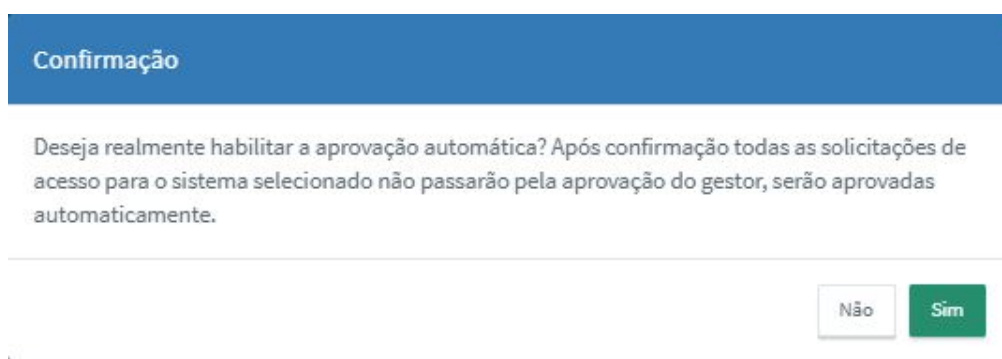 Confirmação
Deseja realmente habilitar a aprovação automática? Após confirmação todas as solicitações de
acesso para o sistema selecionado não passarão pela aprovação do gestor, serão aprovadas
automaticamente.
Não
Sim